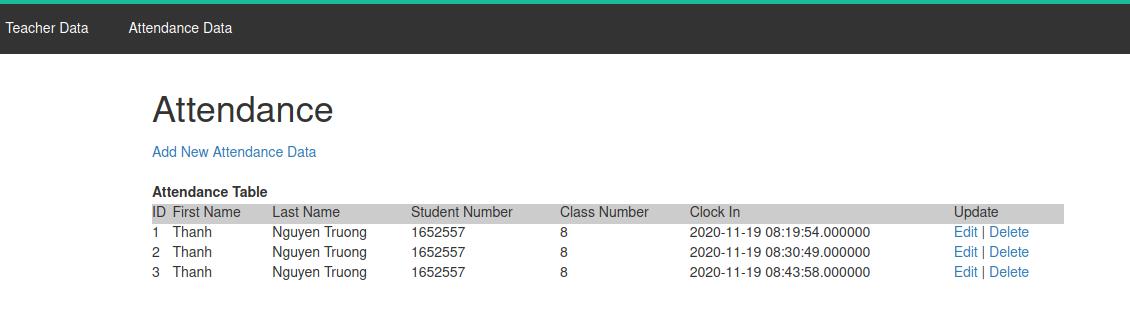 Teacher Data Attendance Data
Attendance
Add New Attendance Data
Attendance Table
ID First Name Last Name Student Number Class Number Clock In Update
1 Thanh Nguyen Truong 1652557 8 2020-11-19 08:19:54.000000 Edit | Delete
2 Thanh Nguyen Truong 1652557 8 2020-11-19 08:30:49.000000 Edit | Delete
3 Thanh Nguyen Truong 1652557 8 2020-11-19 08:43:58.000000 Edit | Delete